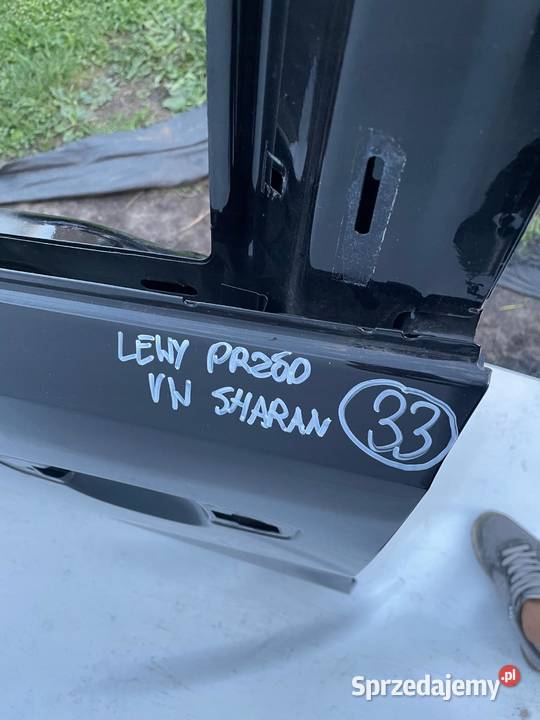 LEWY PRZÓD
VW SHARAN
33
Sprzedajemy.pl